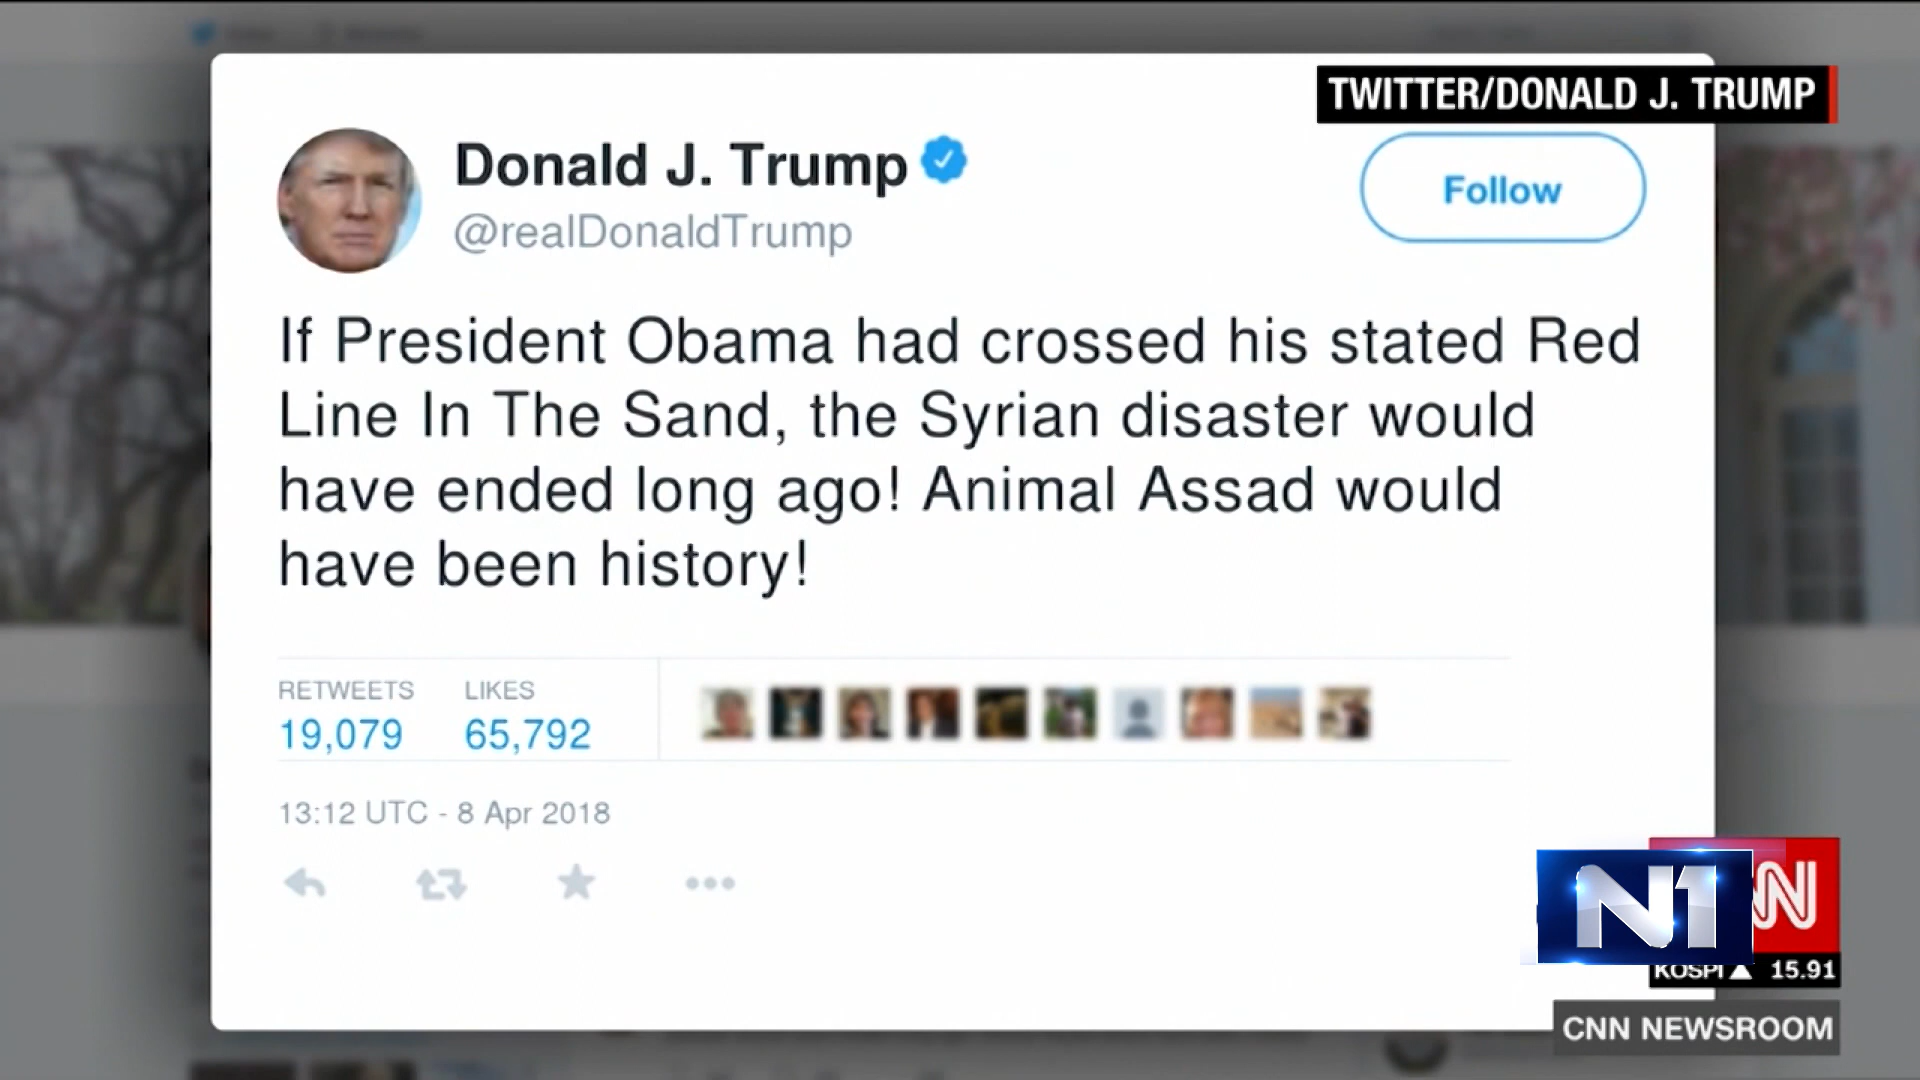 TWITTER/DONALD J. TRUMP
Donald J. Trump
@realDonaldTrump
Follow
If President Obama had crossed his stated Red
Line In The Sand, the Syrian disaster would
have ended long ago! Animal Assad would
have been history!
RETWEETS LIKES
19,079 65,792
13:12 UTC - 8 Apr 2018
N1
KOSPI ▲ 15.91
CNN NEWSROOM